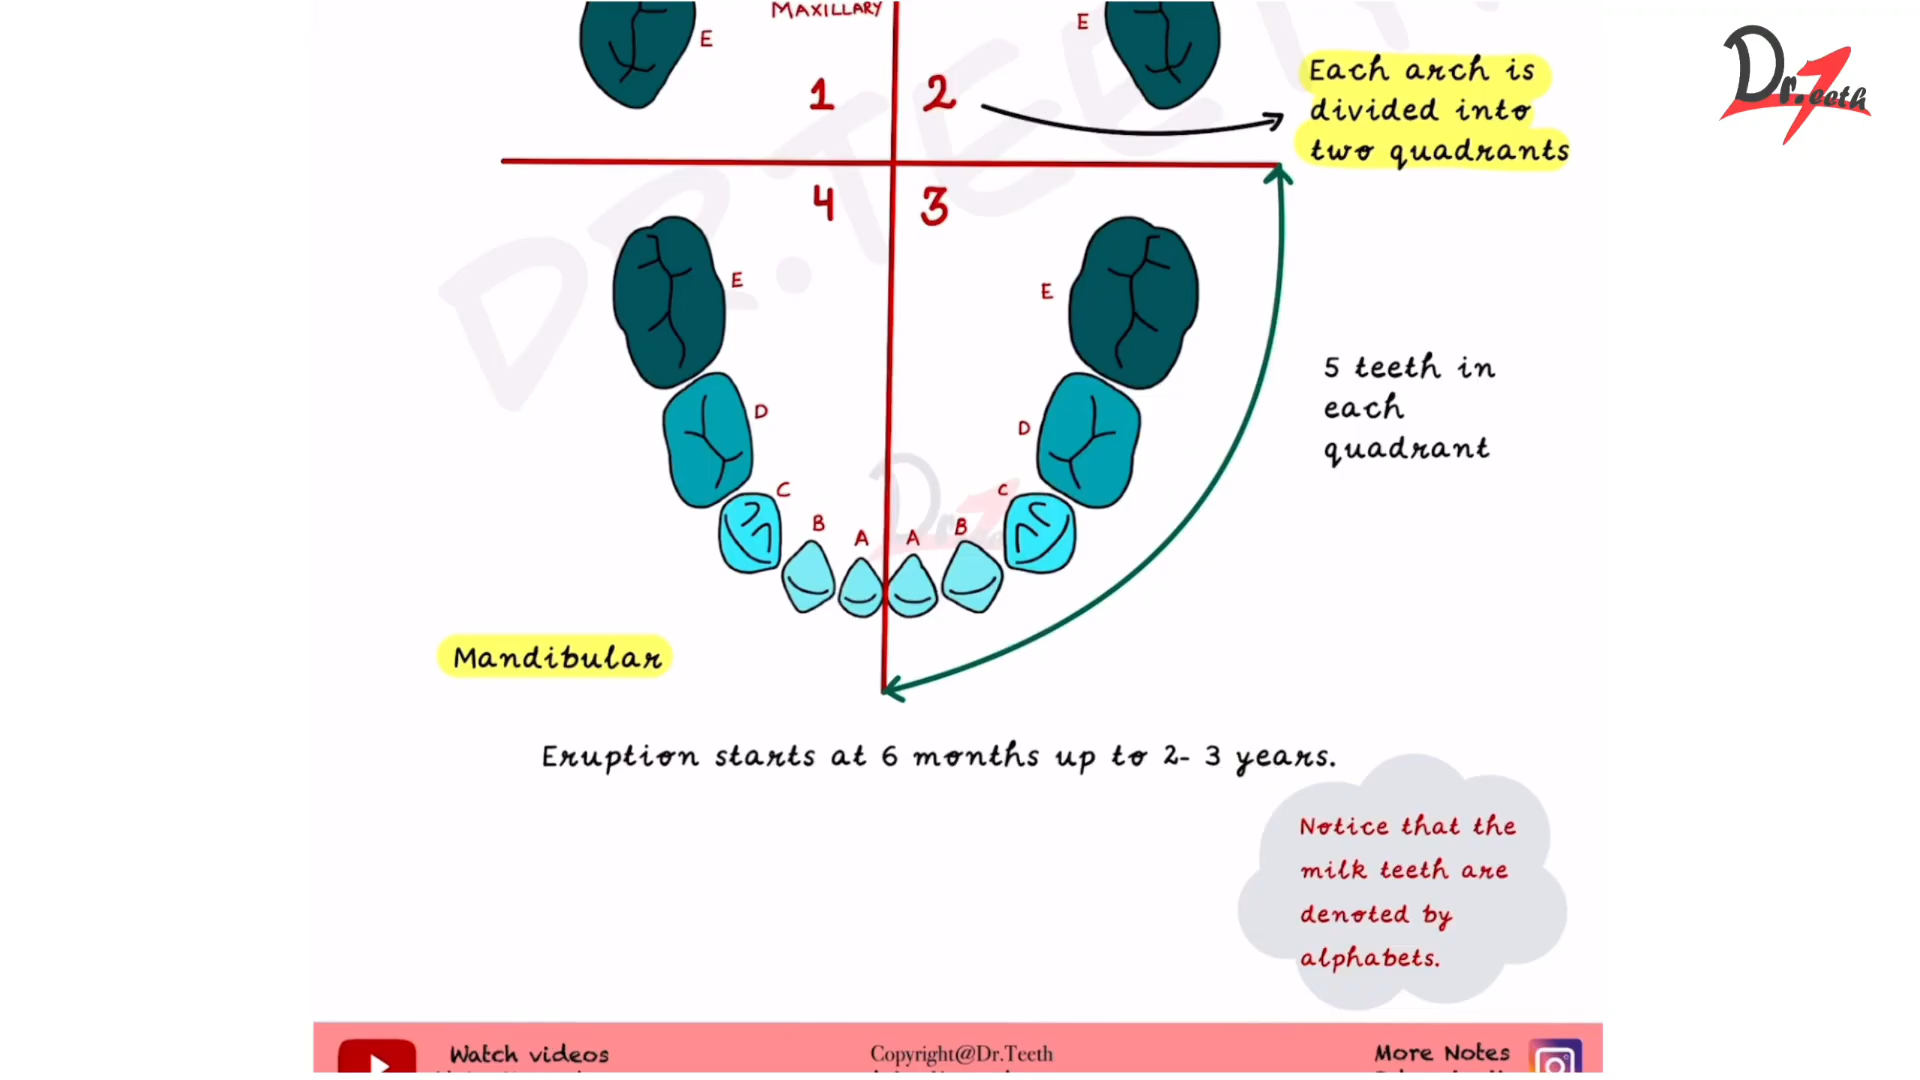 MAXILLARY
E
E
1
2
Each arch is
divided into
two quadrants
Dr.Teeth
4
3
E
E
D
D
C
C
B
A
A
B
5 teeth in
each
quadrant
Mandibular
Eruption starts at 6 months up to 2- 3 years.
Notice that the
milk teeth are
denoted by
alphabets.
Watch videos
Copyright@Dr.Teeth
More Notes